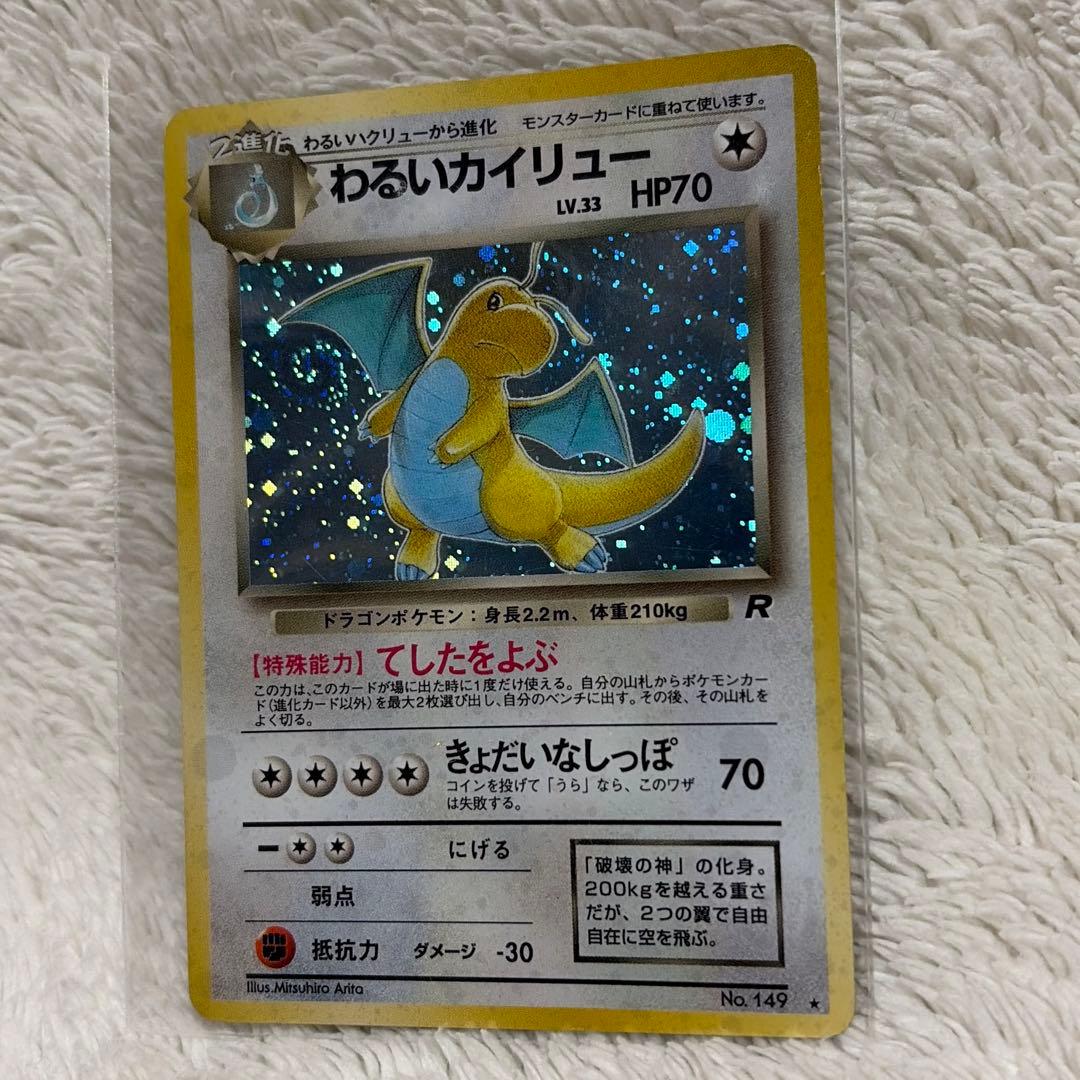 2進化 わるいハクリューから進化 モンスターカードに重ねて使います。
わるいカイリュー
LV.33 HP70
ドラゴンポケモン：身長2.2m、体重210kg R
【特殊能力】てしたをよぶ
この力は、このカードが場に出た時に1度だけ使える。自分の山札からポケモンカー
ド(進化カード以外)を最大2枚選び出し、自分のベンチに出す。その後、その山札を
よく切る。
きょだいなしっぽ 70
コインを投げて「うら」なら、このワザ
は失敗する。
にげる
弱点
抵抗力 ダメージ -30
「破壊の神」の化身。
200kgを越える重さ
だが、2つの翼で自由
自在に空を飛ぶ。
Illus.Mitsuhiro Arita
No. 149 ★